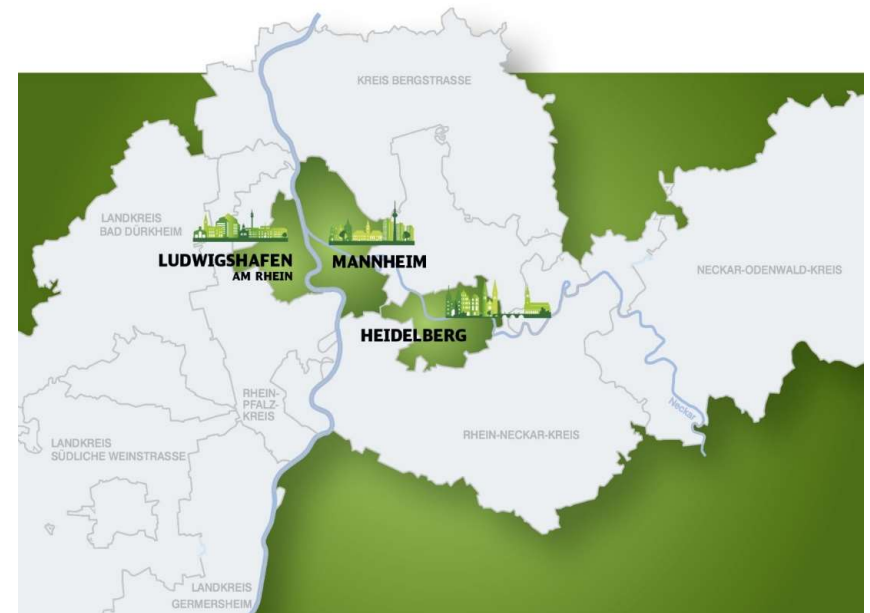 KREIS BERGSTRASSE
LANDKREIS
BAD DÜRKHEIM
LUDWIGSHAFEN
AM RHEIN
MANNHEIM
NECKAR-ODENWALD-KREIS
HEIDELBERG
RHEIN-
PFALZ-
KREIS
Neckar
RHEIN-NECKAR-KREIS
LANDKREIS
SÜDLICHE WEINSTRASSE
LANDKREIS
GERMERSHEIM